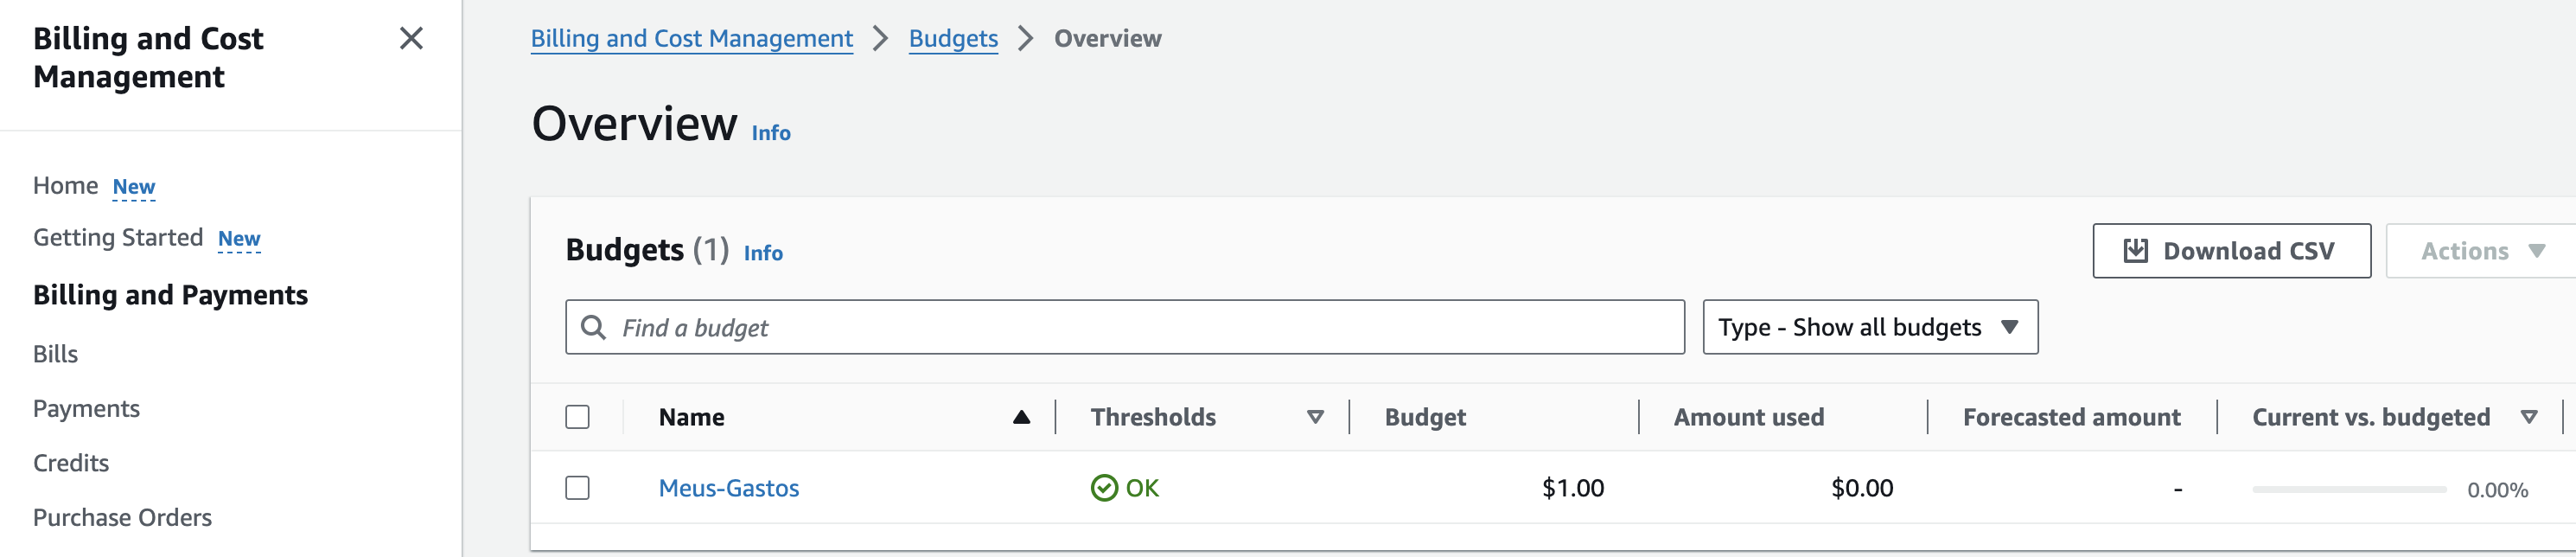 Billing and Cost
Management
Home New
Getting Started New
Billing and Payments
Bills
Payments
Credits
Purchase Orders
Billing and Cost Management > Budgets > Overview
Overview Info
Budgets (1) Info
Download CSV
Actions
Find a budget
Type - Show all budgets
Name Thresholds Budget Amount used Forecasted amount Current vs. budgeted
Meus-Gastos OK $1.00 $0.00 - 0.00%